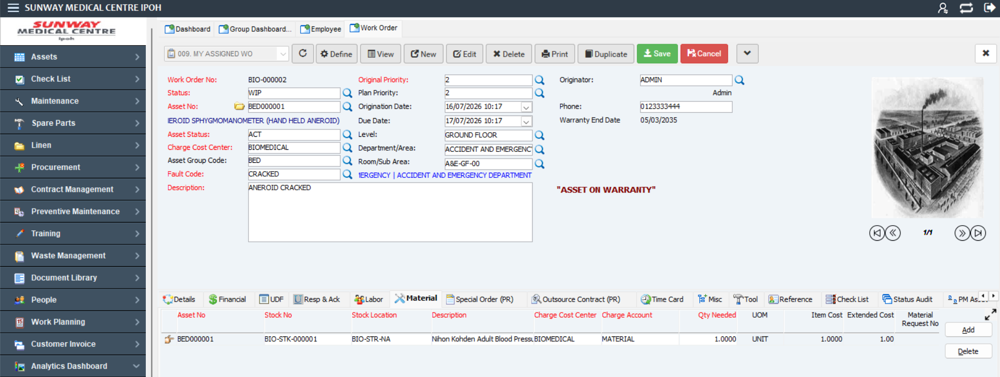 SUNWAY MEDICAL CENTRE IPOH
SUNWAY
MEDICAL CENTRE
Ipoh
Assets
Check List
Maintenance
Spare Parts
Linen
Procurement
Contract Management
Preventive Maintenance
Training
Waste Management
Document Library
People
Work Planning
Customer Invoice
Analytics Dashboard
Dashboard Group Dashboard... Employee Work Order
009. MY ASSIGNED WO Define View New Edit Delete Print Duplicate Save Cancel
Work Order No: BIO-000002 Original Priority: 2 Originator: ADMIN
Status: WIP Plan Priority: 2 Admin
Asset No: BED000001 Origination Date: 16/07/2026 10:17 Phone: 0123333444
IEROID SPHYGMOMANOMETER (HAND HELD ANEROID) Due Date: 17/07/2026 10:17 Warranty End Date 05/03/2035
Asset Status: ACT Level: GROUND FLOOR
Charge Cost Center: BIOMEDICAL Department/Area: ACCIDENT AND EMERGENCY
Asset Group Code: BED Room/Sub Area: A&E-GF-00
Fault Code: CRACKED IERGENCY | ACCIDENT AND EMERGENCY DEPARTMENT
Description: ANEROID CRACKED
"ASSET ON WARRANTY"
1/1
Details Financial UDF Resp & Ack Labor Material Special Order (PR) Outsource Contract (PR) Time Card Misc Tool Reference Check List Status Audit PM As...
Asset No Stock No Stock Location Description Charge Cost Center Charge Account Qty Needed UOM Item Cost Extended Cost Material Request No
Add
BED000001 BIO-STK-000001 BIO-STR-NA Nihon Kohden Adult Blood Pressu BIOMEDICAL MATERIAL 1.0000 UNIT 1.0000 1.00
Delete